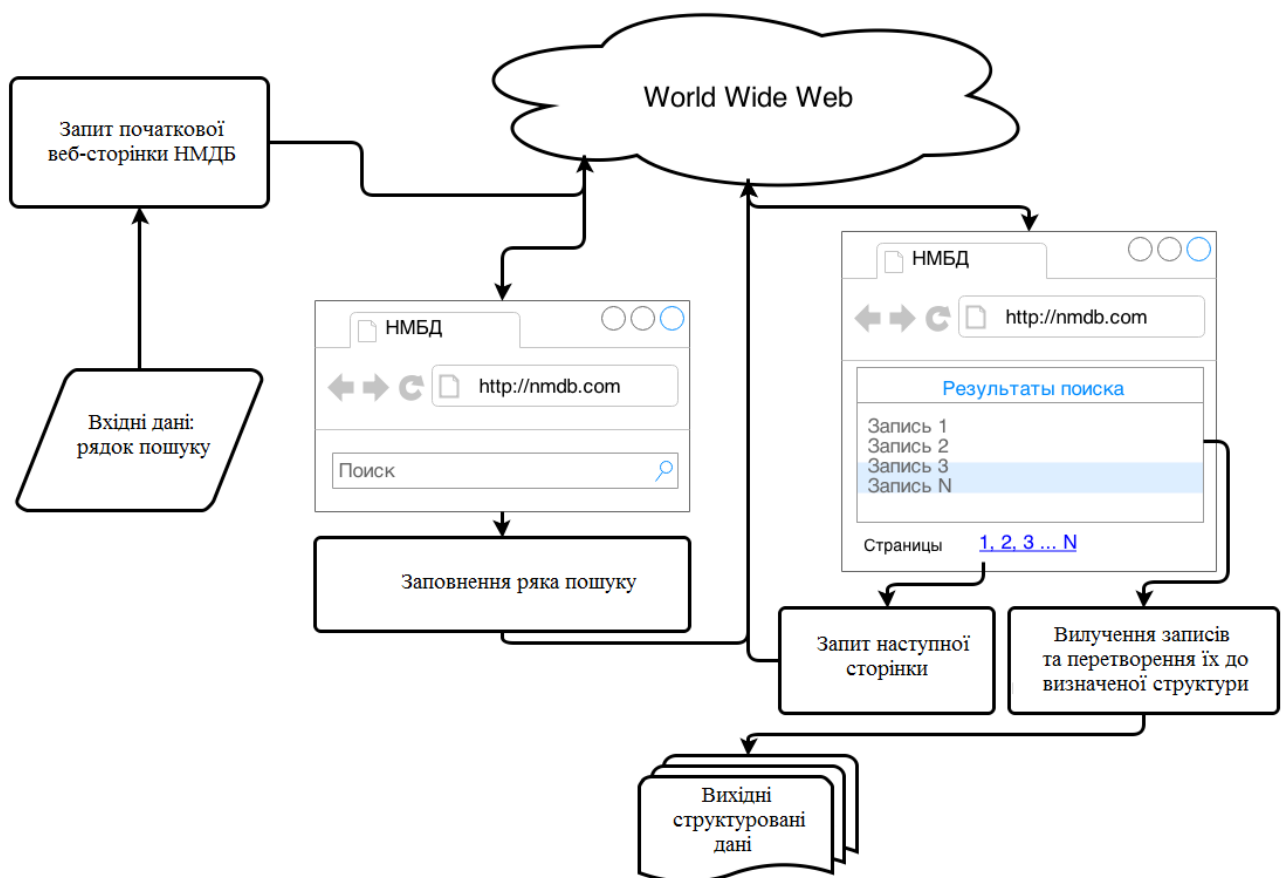 World Wide Web
Запит початкової
веб-сторінки НМДБ
Вхідні дані:
рядок пошуку
НМБД
http://nmdb.com
Поиск
Заповнення ряка пошуку
НМБД
http://nmdb.com
Результаты поиска
Запись 1
Запись 2
Запись 3
Запись N
Страницы 1, 2, 3 ... N
Запит наступної
сторінки
Вилучення записів
та перетворення їх до
визначеної структури
Вихідні
структуровані
дані